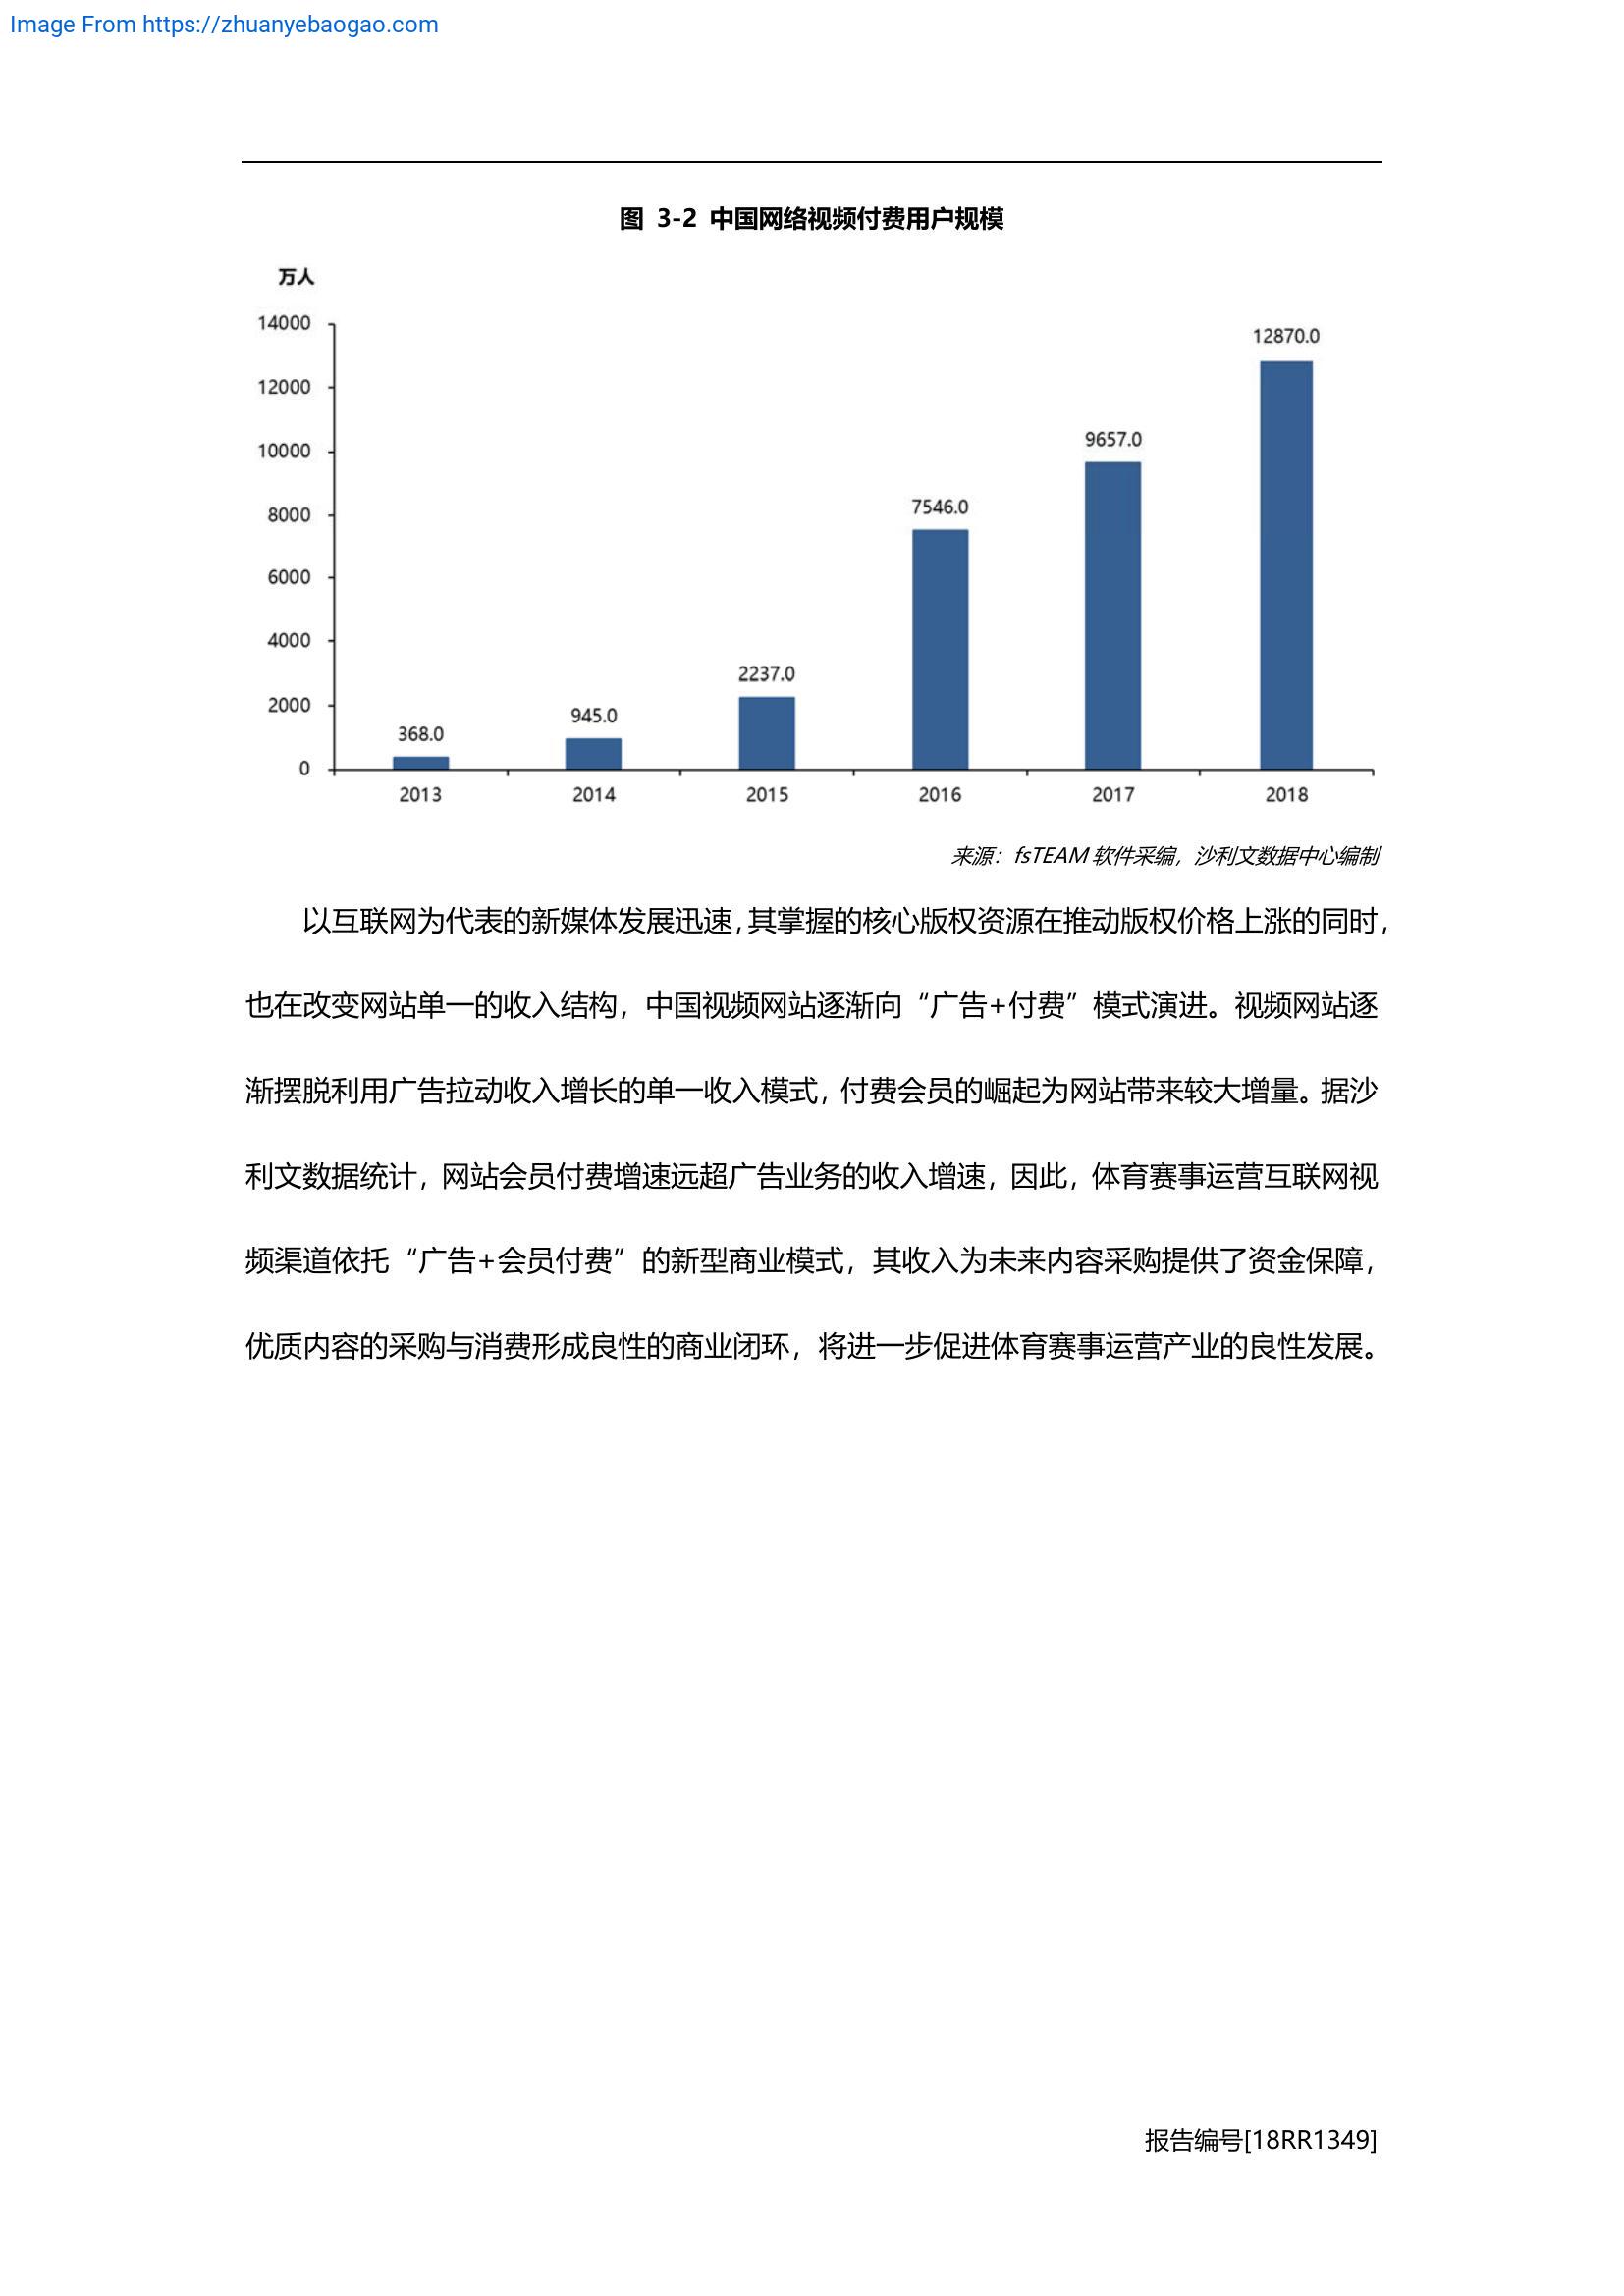 Image From https://zhuanyebaogao.com
图 3-2 中国网络视频付费用户规模
万人
14000
12000
10000
8000
6000
4000
2000
0
368.0
945.0
2237.0
7546.0
9657.0
12870.0
2013 2014 2015 2016 2017 2018
来源：fsTEAM 软件采编，沙利文数据中心编制
以互联网为代表的新媒体发展迅速，其掌握的核心版权资源在推动版权价格上涨的同时，
也在改变网站单一的收入结构，中国视频网站逐渐向“广告+付费”模式演进。视频网站逐
渐摆脱利用广告拉动收入增长的单一收入模式，付费会员的崛起为网站带来较大增量。据沙
利文数据统计，网站会员付费增速远超广告业务的收入增速，因此，体育赛事运营互联网视
频渠道依托“广告+会员付费”的新型商业模式，其收入为未来内容采购提供了资金保障，
优质内容的采购与消费形成良性的商业闭环，将进一步促进体育赛事运营产业的良性发展。
报告编号[18RR1349]